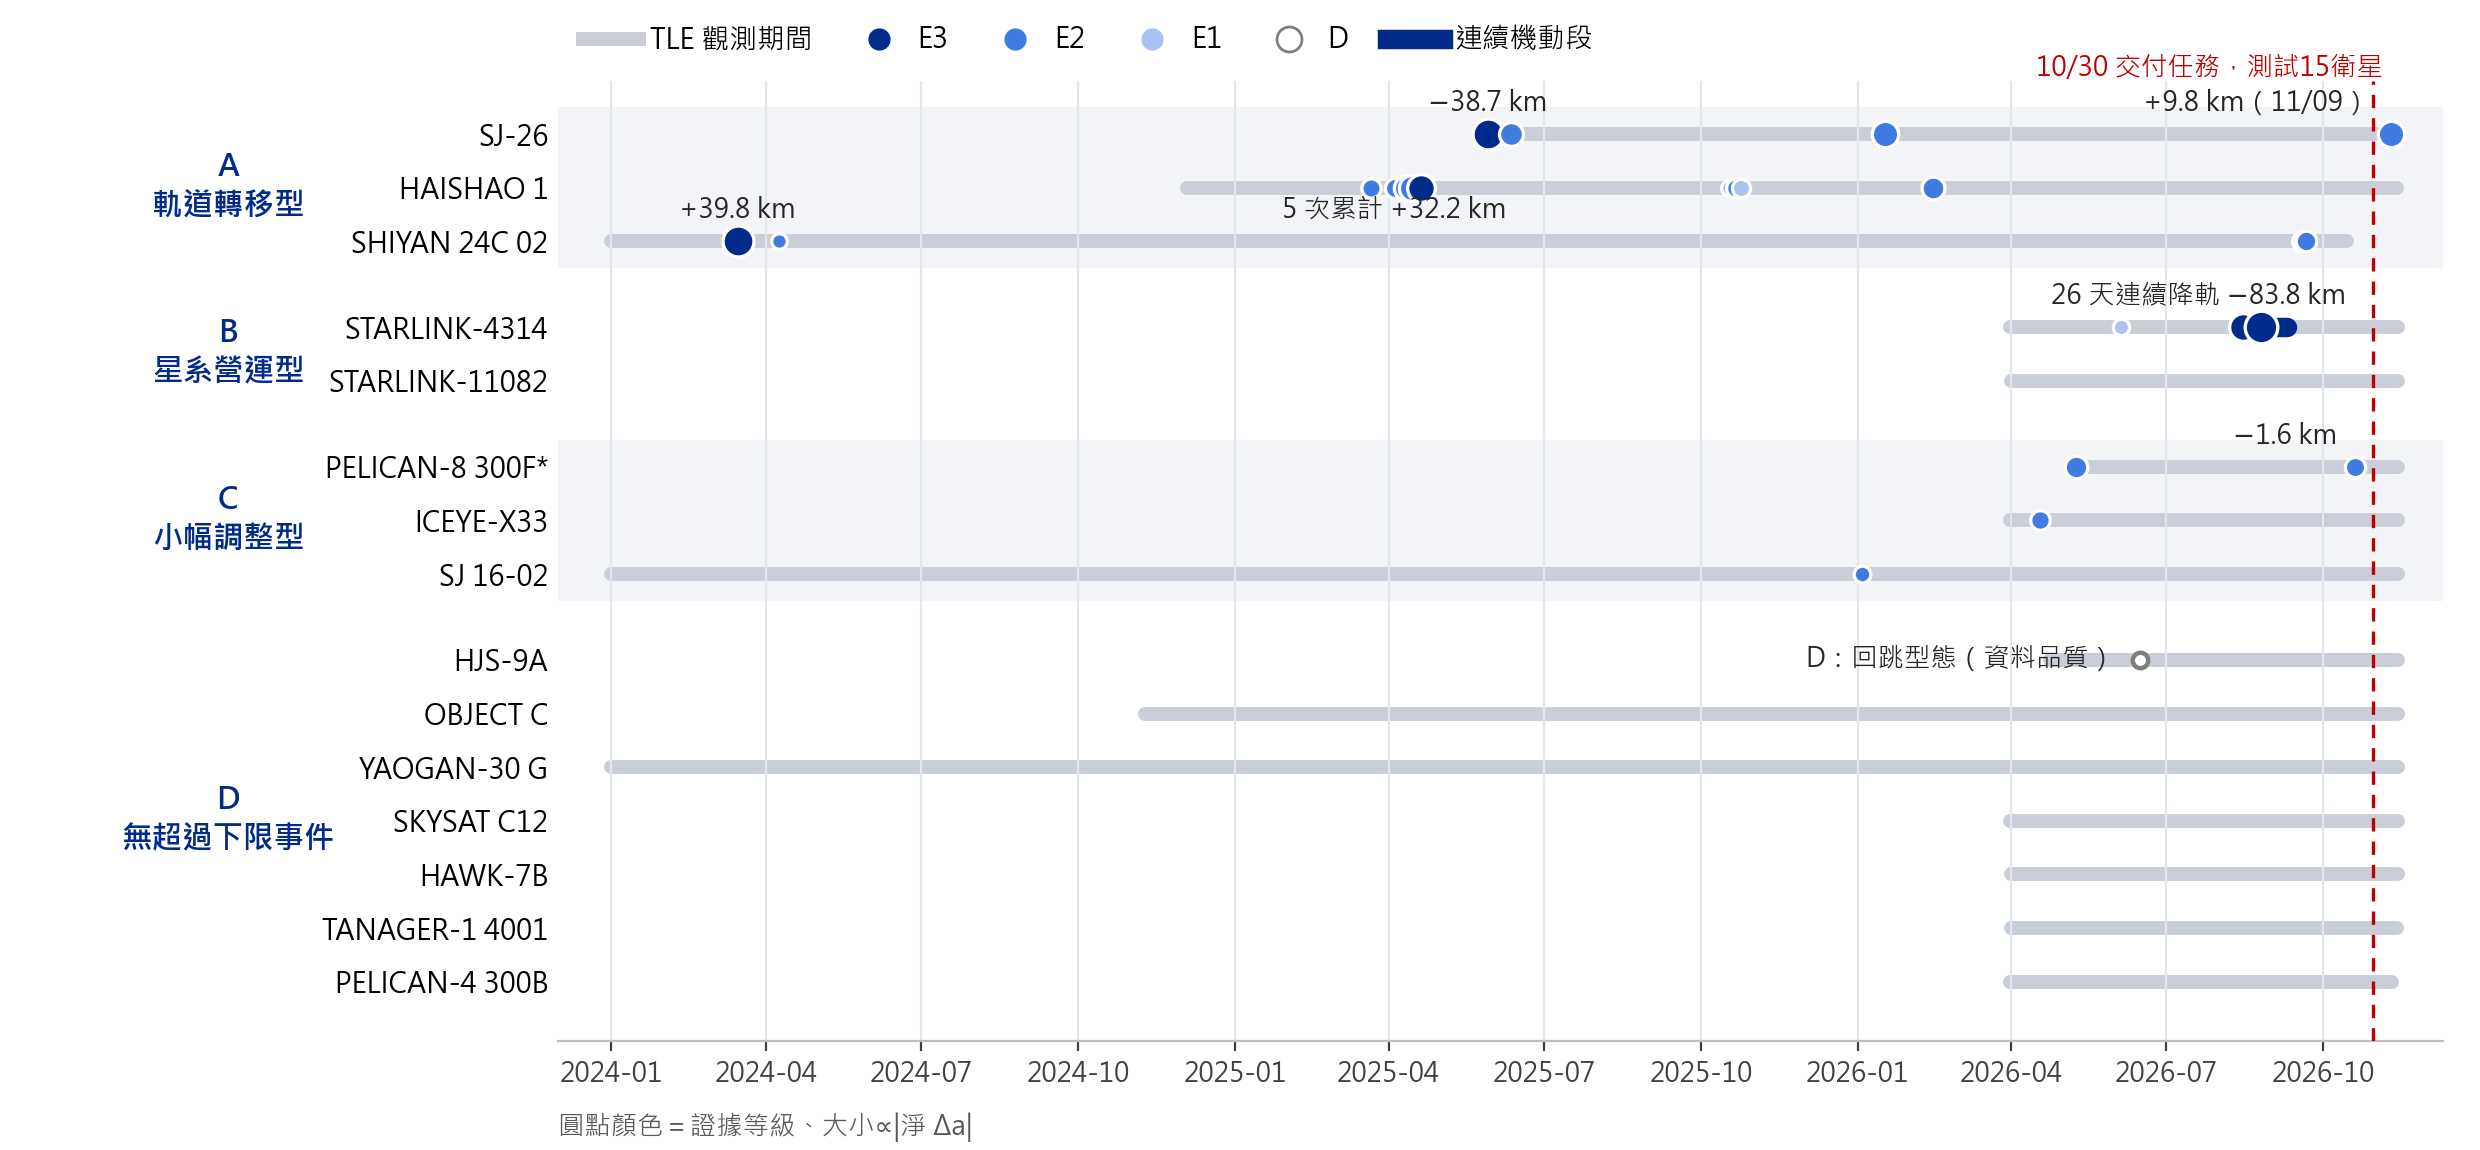 TLE 觀測期間 E3 E2 E1 D 連續機動段
10/30 交付任務，測試15衛星
−38.7 km
+9.8 km（11/09）
A
軌道轉移型
SJ-26
HAISHAO 1
+39.8 km
5 次累計 +32.2 km
SHIYAN 24C 02
26 天連續降軌 −83.8 km
B
星系營運型
STARLINK-4314
STARLINK-11082
−1.6 km
C
小幅調整型
PELICAN-8 300F*
ICEYE-X33
SJ 16-02
HJS-9A
D：回跳型態（資料品質）
OBJECT C
YAOGAN-30 G
D
無超過下限事件
SKYSAT C12
HAWK-7B
TANAGER-1 4001
PELICAN-4 300B
2024-01 2024-04 2024-07 2024-10 2025-01 2025-04 2025-07 2025-10 2026-01 2026-04 2026-07 2026-10
圓點顏色＝證據等級、大小∝|淨 Δa|